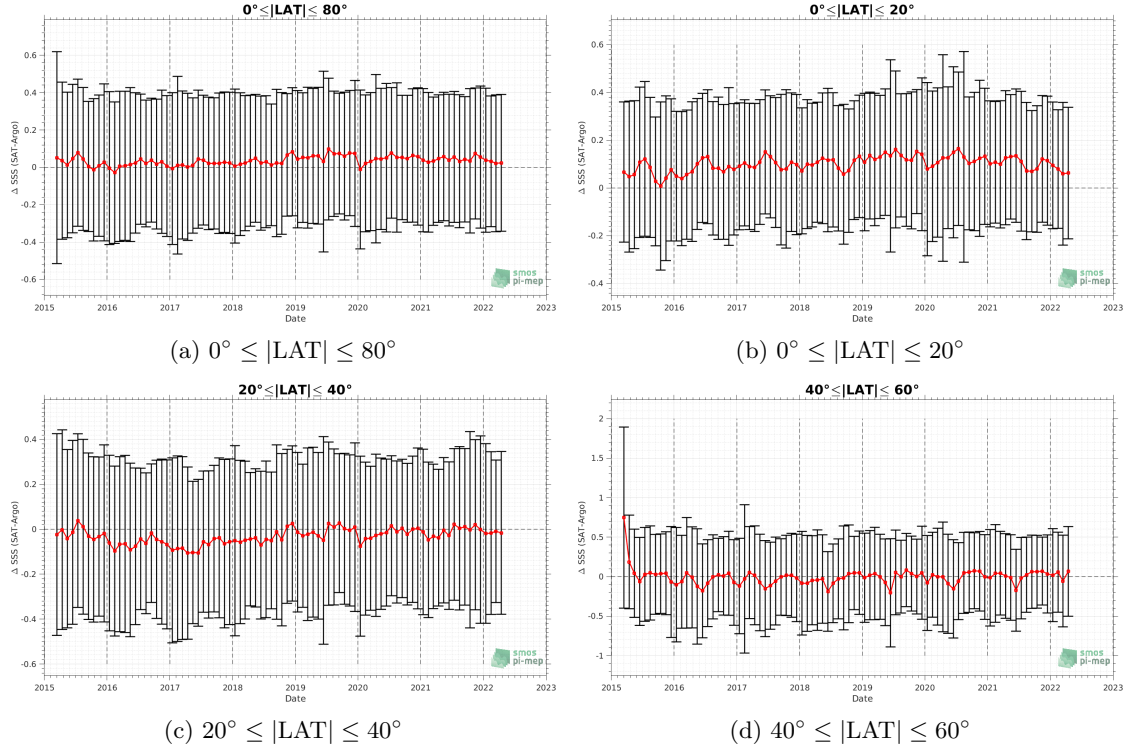 0°≤|LAT|≤ 80°
Δ SSS (SAT-Argo)
0.6
0.4
0.2
0
-0.2
-0.4
-0.6
smos
pi-mep
2015 2016 2017 2018 2019 2020 2021 2022 2023
Date
(a) 0° ≤ |LAT| ≤ 80°
0°≤|LAT|≤ 20°
Δ SSS (SAT-Argo)
0.6
0.4
0.2
0
-0.2
-0.4
smos
pi-mep
2015 2016 2017 2018 2019 2020 2021 2022 2023
Date
(b) 0° ≤ |LAT| ≤ 20°
20°≤|LAT|≤ 40°
Δ SSS (SAT-Argo)
0.4
0.2
0
-0.2
-0.4
-0.6
smos
pi-mep
2015 2016 2017 2018 2019 2020 2021 2022 2023
Date
(c) 20° ≤ |LAT| ≤ 40°
40°≤|LAT|≤ 60°
Δ SSS (SAT-Argo)
2
1.5
1
0.5
0
-0.5
-1
smos
pi-mep
2015 2016 2017 2018 2019 2020 2021 2022 2023
Date
(d) 40° ≤ |LAT| ≤ 60°